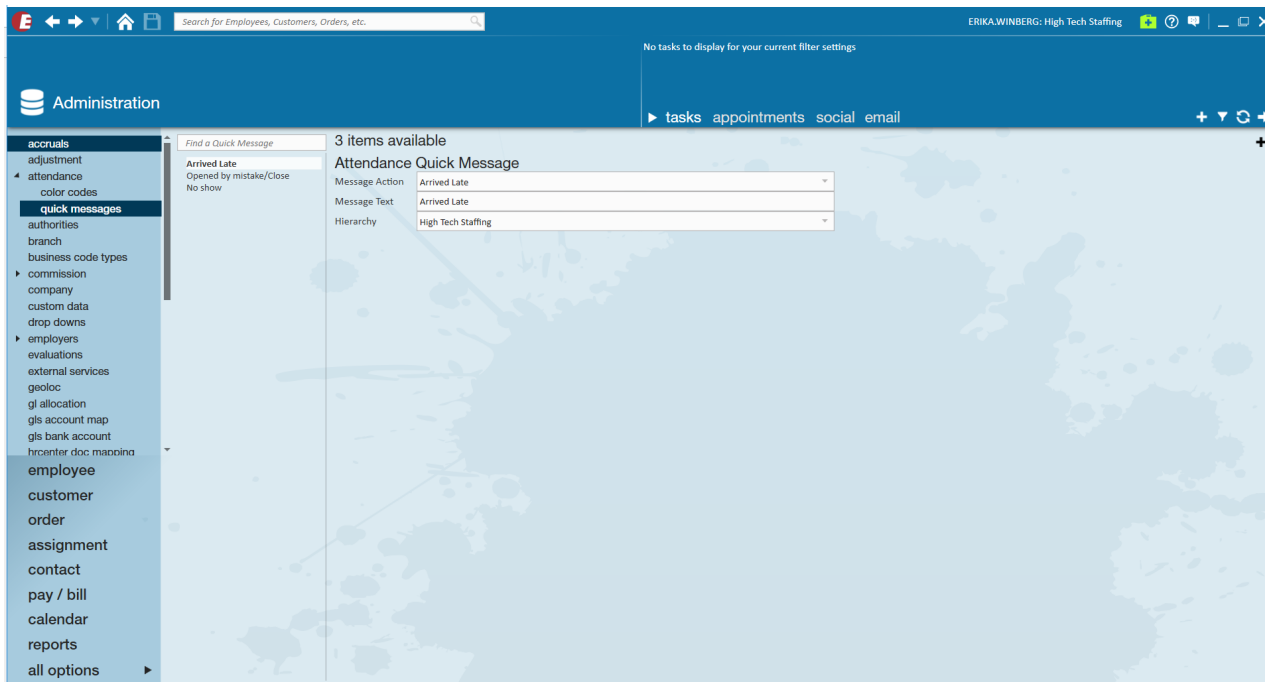 E
Search for Employees, Customers, Orders, etc.
ERIKA.WINBERG: High Tech Staffing
No tasks to display for your current filter settings
Administration
tasks appointments social email
accruals
adjustment
attendance
color codes
quick messages
authorities
branch
business code types
commission
company
custom data
drop downs
employers
evaluations
external services
geoloc
gl allocation
gls account map
gls bank account
hrcenter doc mapping
employee
customer
order
assignment
contact
pay / bill
calendar
reports
all options
Find a Quick Message
Arrived Late
Opened by mistake/Close
No show
3 items available
Attendance Quick Message
Message Action Arrived Late
Message Text Arrived Late
Hierarchy High Tech Staffing